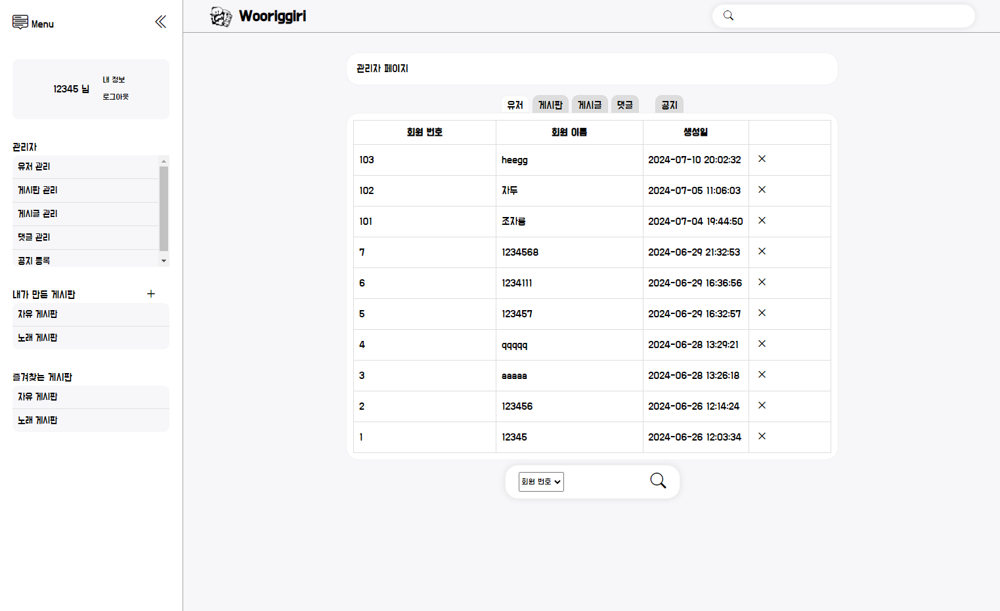 Menu
12345 님
내 정보
로그아웃
관리자
유저 관리
게시판 관리
게시글 관리
댓글 관리
공지 등록
내가 만든 게시판
자유 게시판
노래 게시판
즐겨찾는 게시판
자유 게시판
노래 게시판
Wooriggiri
관리자 페이지
유저 게시판 게시글 댓글 공지
회원 번호 회원 이름 생성일
103 heegg 2024-07-10 20:02:32
102 자두 2024-07-05 11:06:03
101 조자룡 2024-07-04 19:44:50
7 1234568 2024-06-29 21:32:53
6 1234111 2024-06-29 16:36:56
5 123457 2024-06-29 16:32:57
4 qqqqq 2024-06-28 13:29:21
3 aaaaa 2024-06-28 13:26:18
2 123456 2024-06-26 12:14:24
1 12345 2024-06-26 12:03:34
회원 번호